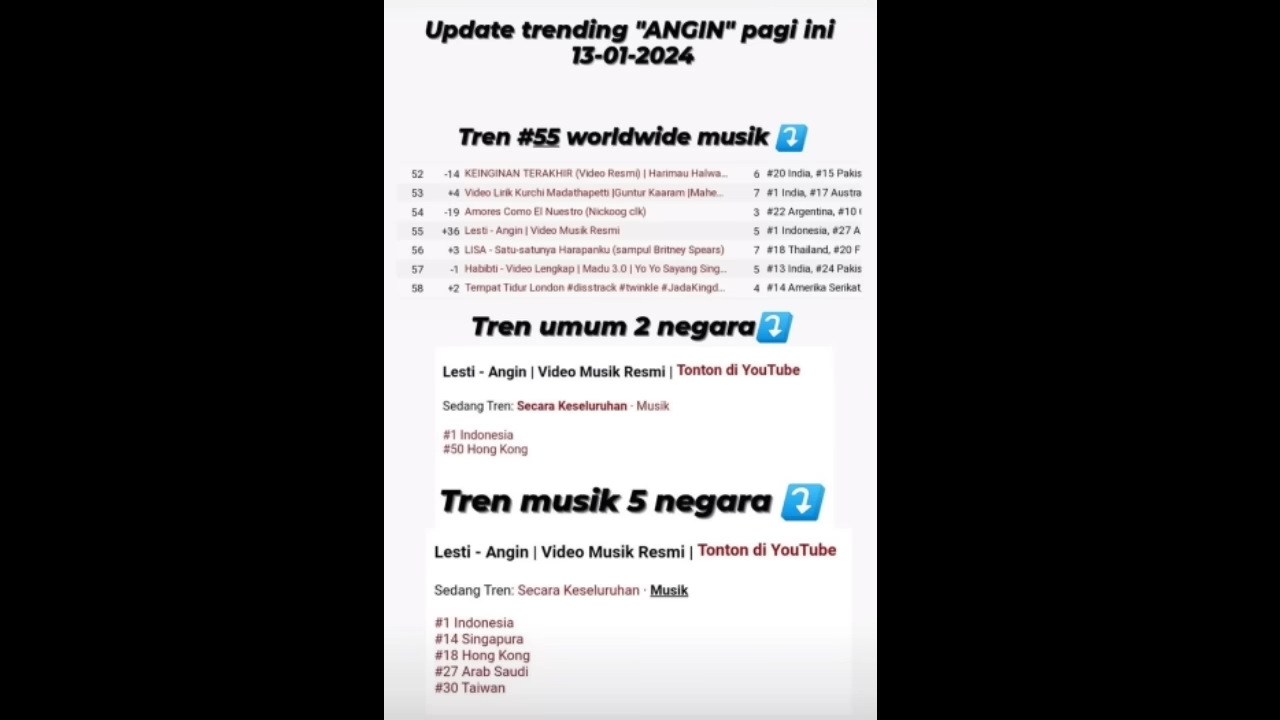 Update trending "ANGIN" pagi ini
13-01-2024
Tren #55 worldwide musik
52 -14 KEINGINAN TERAKHIR (Video Resmi) | Harimau Halwa... 6 #20 India, #15 Pakis
53 +4 Video Lirik Kurchi Madathapetti |Guntur Kaaram |Mahe... 7 #1 India, #17 Austra
54 -19 Amores Como El Nuestro (Nickoog clk) 3 #22 Argentina, #10
55 +36 Lesti - Angin | Video Musik Resmi 5 #1 Indonesia, #27 A
56 +3 LISA - Satu-satunya Harapanku (sampul Britney Spears) 7 #18 Thailand, #20 F
57 -1 Habibti - Video Lengkap | Madu 3.0 | Yo Yo Sayang Sing... 5 #13 India, #24 Pakis
58 +2 Tempat Tidur London #disstrack #twinkle #JadaKingd... 4 #14 Amerika Serikat
Tren umum 2 negara
Lesti - Angin | Video Musik Resmi | Tonton di YouTube
Sedang Tren: Secara Keseluruhan · Musik
#1 Indonesia
#50 Hong Kong
Tren musik 5 negara
Lesti - Angin | Video Musik Resmi | Tonton di YouTube
Sedang Tren: Secara Keseluruhan · Musik
#1 Indonesia
#14 Singapura
#18 Hong Kong
#27 Arab Saudi
#30 Taiwan